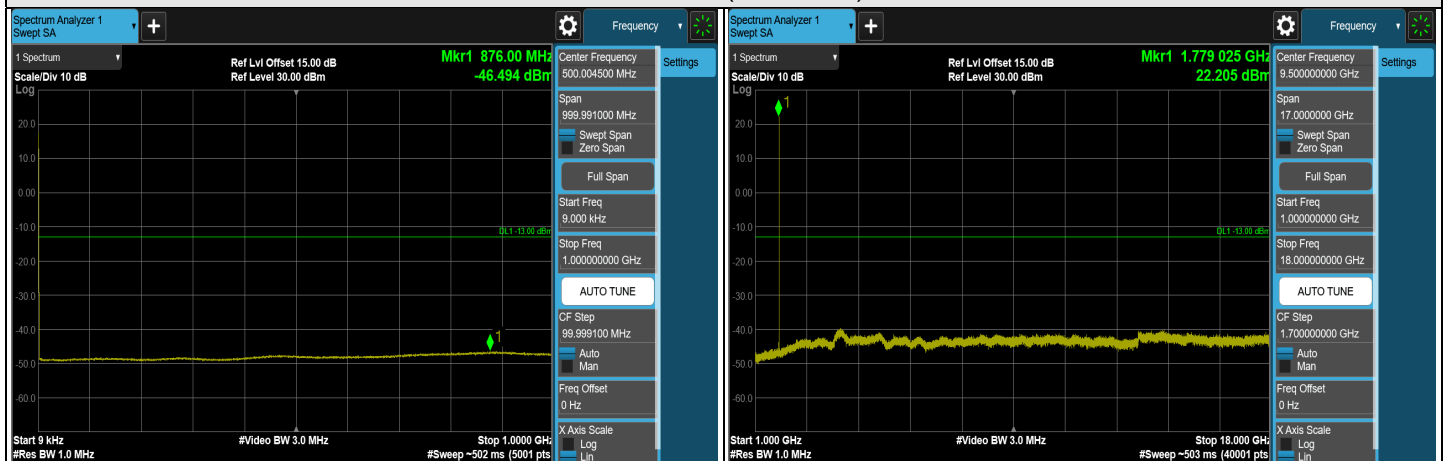 Spectrum Analyzer 1
Swept SA
+
Frequency
1 Spectrum
Scale/Div 10 dB
Log
Ref Lvl Offset 15.00 dB
Ref Level 30.00 dBm
Mkr1 876.00 MHz
-46.494 dBm
20.0
10.0
0.00
-10.0
-20.0
-30.0
-40.0
-50.0
-60.0
DL1 -13.00 dBm
1
Start 9 kHz
#Res BW 1.0 MHz
#Video BW 3.0 MHz
Stop 1.0000 GHz
#Sweep ~502 ms (5001 pts
Center Frequency
500.004500 MHz
Settings
Span
999.991000 MHz
Swept Span
Zero Span
Full Span
Start Freq
9.000 kHz
Stop Freq
1.000000000 GHz
AUTO TUNE
CF Step
99.999100 MHz
Auto
Man
Freq Offset
0 Hz
X Axis Scale
Log
Lin
Spectrum Analyzer 1
Swept SA
+
Frequency
1 Spectrum
Scale/Div 10 dB
Log
Ref Lvl Offset 15.00 dB
Ref Level 30.00 dBm
Mkr1 1.779 025 GHz
22.205 dBm
20.0
10.0
0.00
-10.0
-20.0
-30.0
-40.0
-50.0
-60.0
DL1 -13.00 dBm
1
Start 1.000 GHz
#Res BW 1.0 MHz
#Video BW 3.0 MHz
Stop 18.000 GHz
#Sweep ~503 ms (40001 pts
Center Frequency
9.500000000 GHz
Settings
Span
17.0000000 GHz
Swept Span
Zero Span
Full Span
Start Freq
1.000000000 GHz
Stop Freq
18.000000000 GHz
AUTO TUNE
CF Step
1.700000000 GHz
Auto
Man
Freq Offset
0 Hz
X Axis Scale
Log
Lin